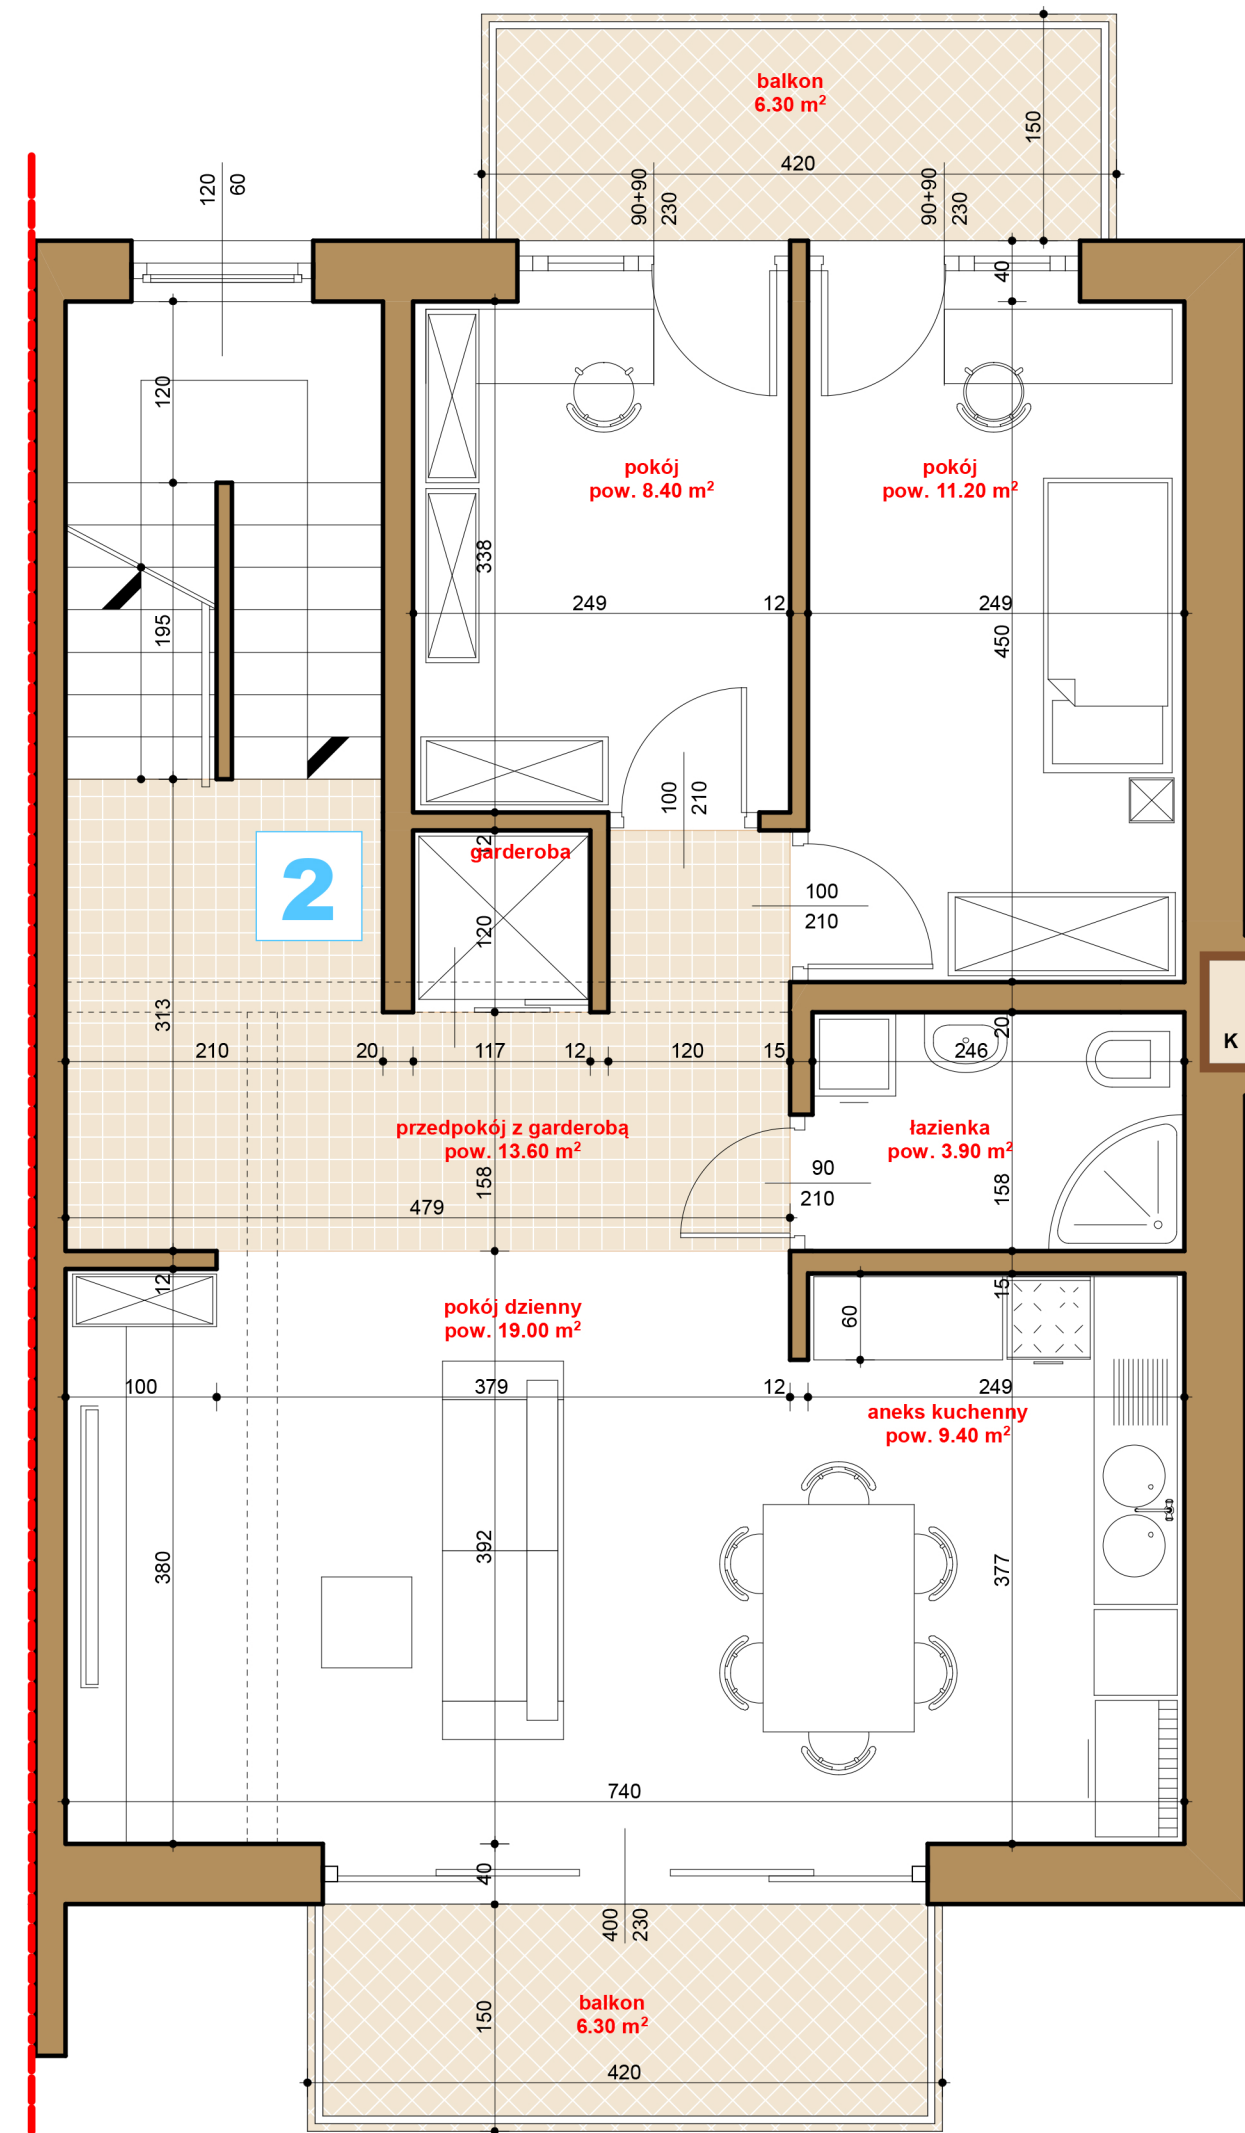 balkon
6.30 m²
150
420
120
60
90+90
230
90+90
230
40
120
pokój
pow. 8.40 m²
pokój
pow. 11.20 m²
338
249
12
249
450
195
100
210
12
garderoba
2
120
100
210
313
20
K
210
20
117
12
120
15
246
przedpokój z garderobą
pow. 13.60 m²
łazienka
pow. 3.90 m²
158
90
210
158
479
12
15
pokój dzienny
pow. 19.00 m²
60
100
379
12
249
aneks kuchenny
pow. 9.40 m²
380
392
377
740
40
400
230
balkon
6.30 m²
150
420